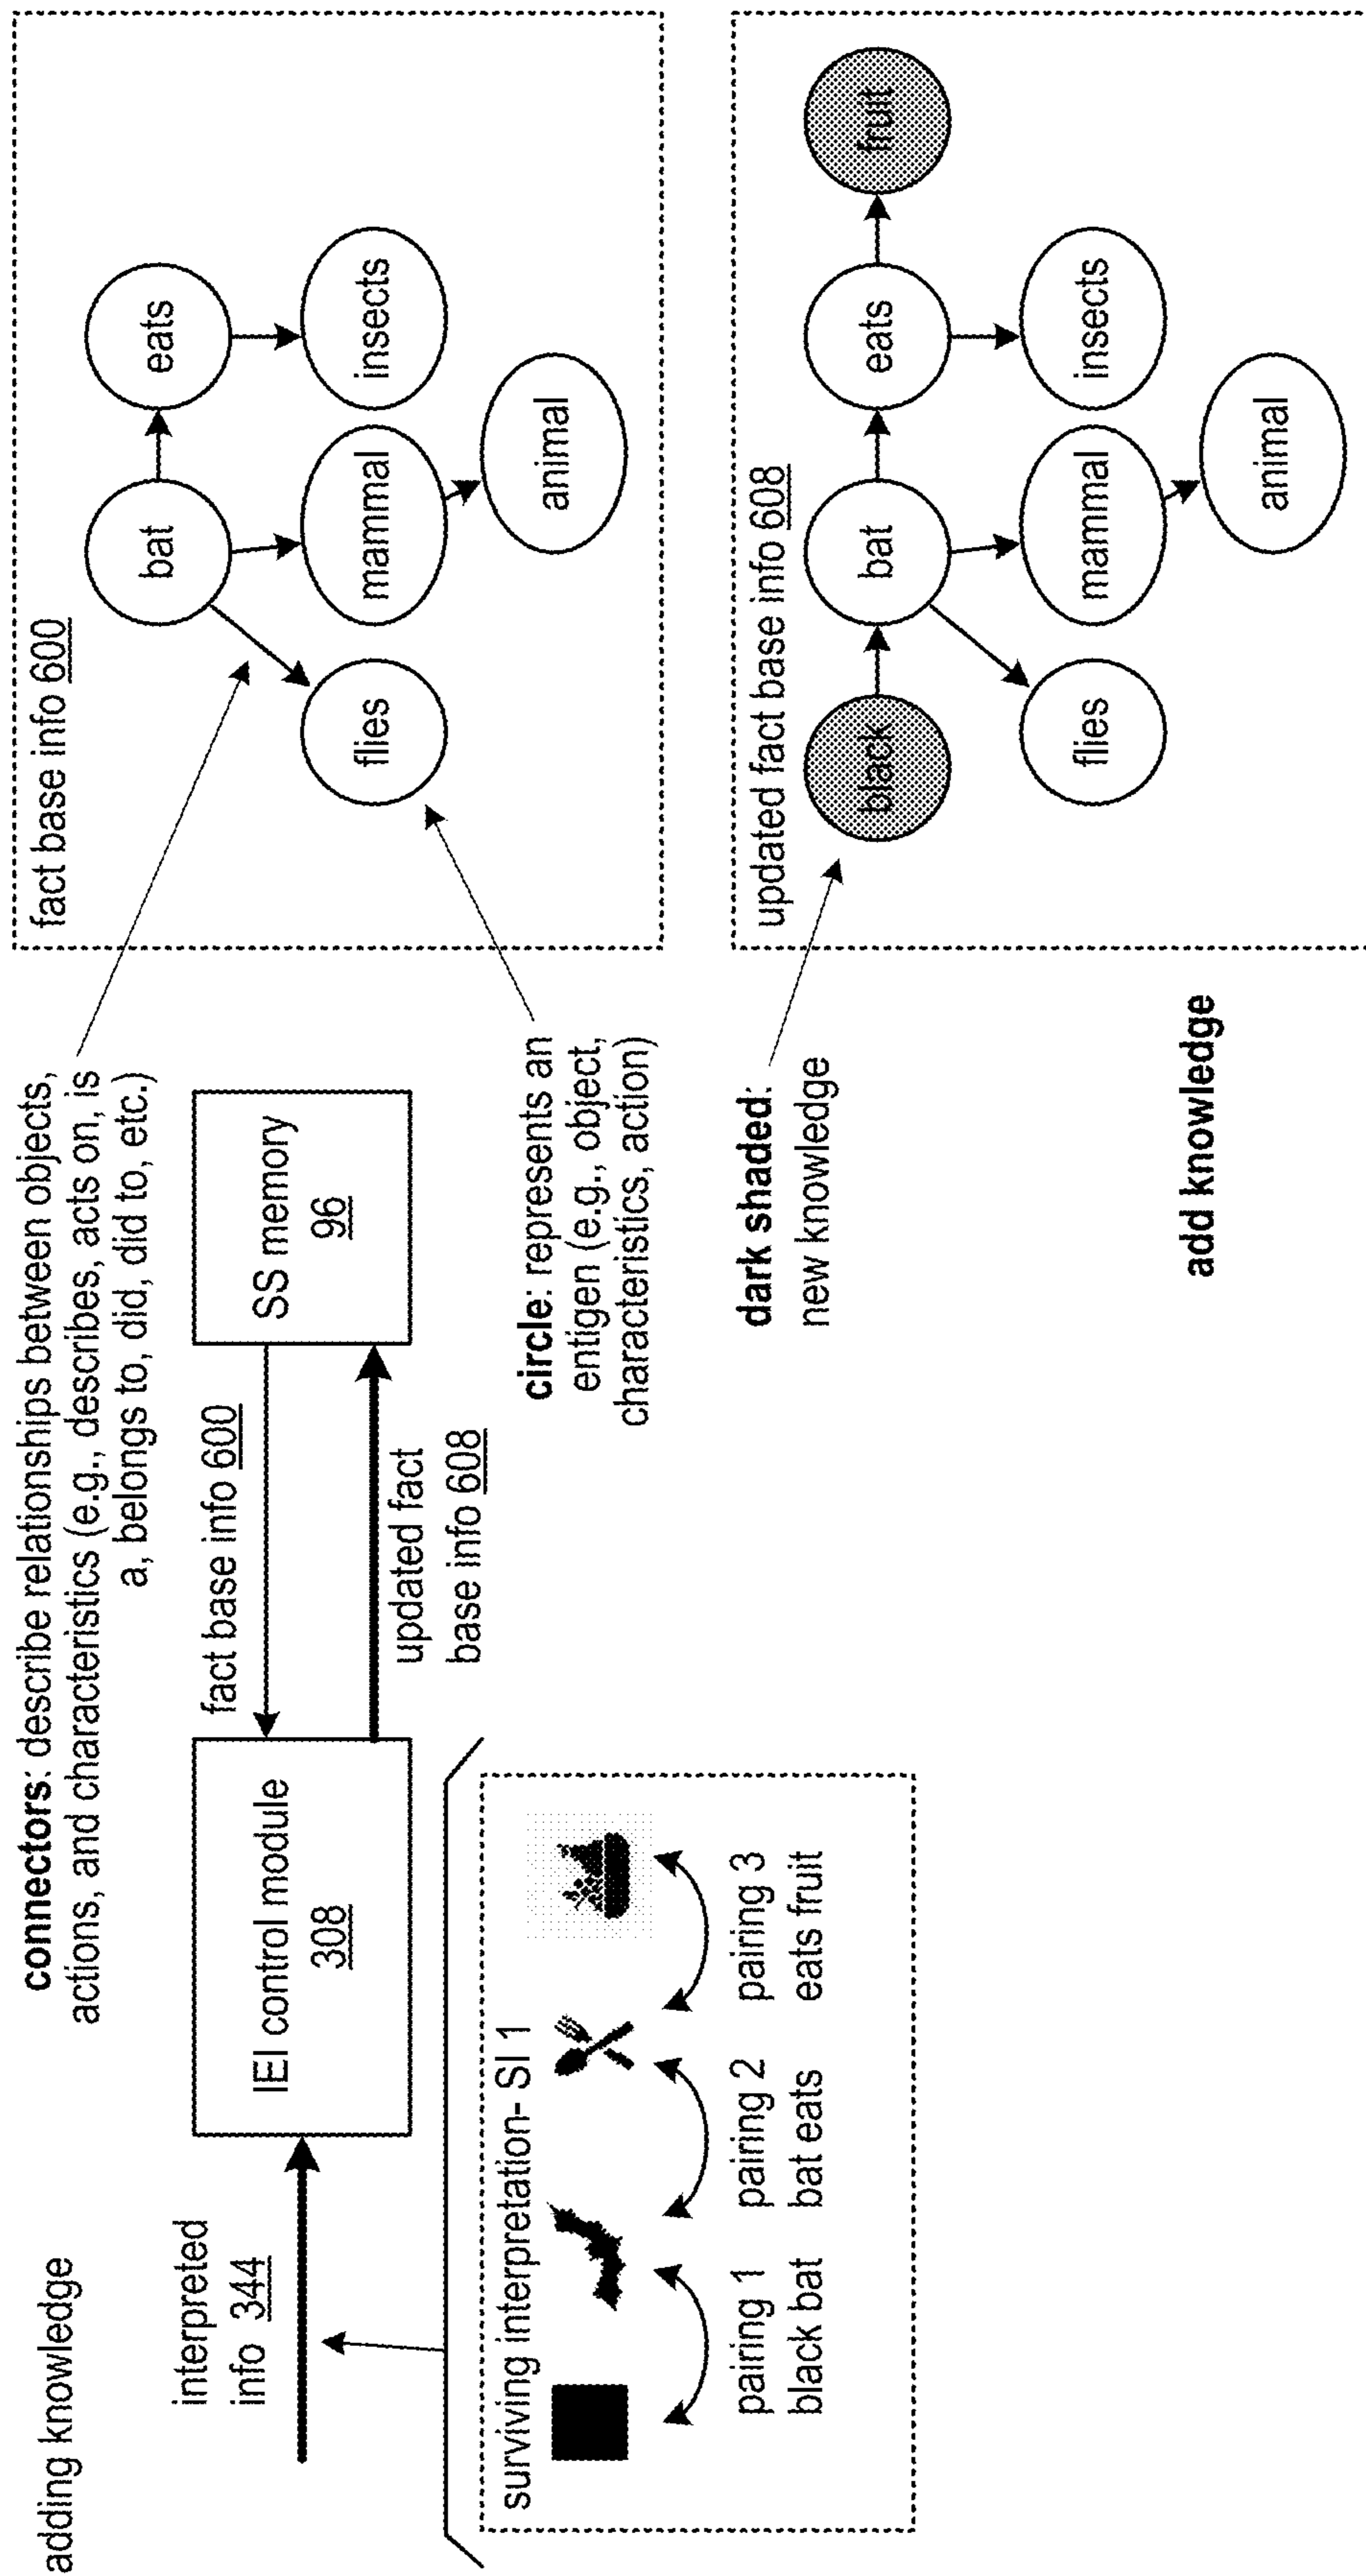 adding knowledge
connectors: describe relationships between objects,
actions, and characteristics (e.g., describes, acts on, is
a, belongs to, did, did to, etc.)
interpreted
info 344
IEI control module
308
fact base info 600
updated fact
base info 608
SS memory
96
circle: represents an
entigen (e.g., object,
characteristics, action)
surviving interpretation- SI 1
pairing 1
black bat
pairing 2
bat eats
pairing 3
eats fruit
fact base info 600
bat
eats
flies
mammal
insects
animal
dark shaded:
new knowledge
updated fact base info 608
black
bat
eats
fruit
flies
mammal
insects
animal
add knowledge